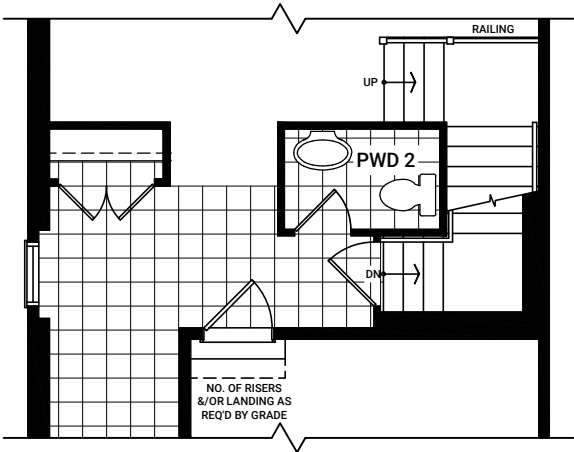 RAILING
UP
PWD 2
DN
NO. OF RISERS
&/OR LANDING AS
REQ'D BY GRADE